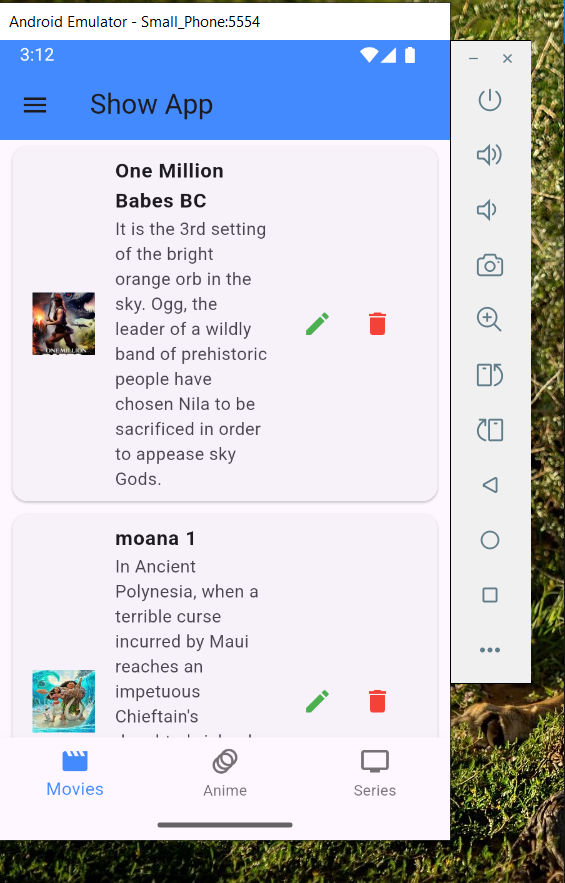 Android Emulator - Small_Phone:5554
3:12
Show App
One Million
Babes BC
It is the 3rd setting
of the bright
orange orb in the
sky. Ogg, the
leader of a wildly
band of prehistoric
people have
chosen Nila to be
sacrificed in order
to appease sky
Gods.
ONE MILLION
moana 1
In Ancient
Polynesia, when a
terrible curse
incurred by Maui
reaches an
impetuous
Chieftain's
Movies
Anime
Series